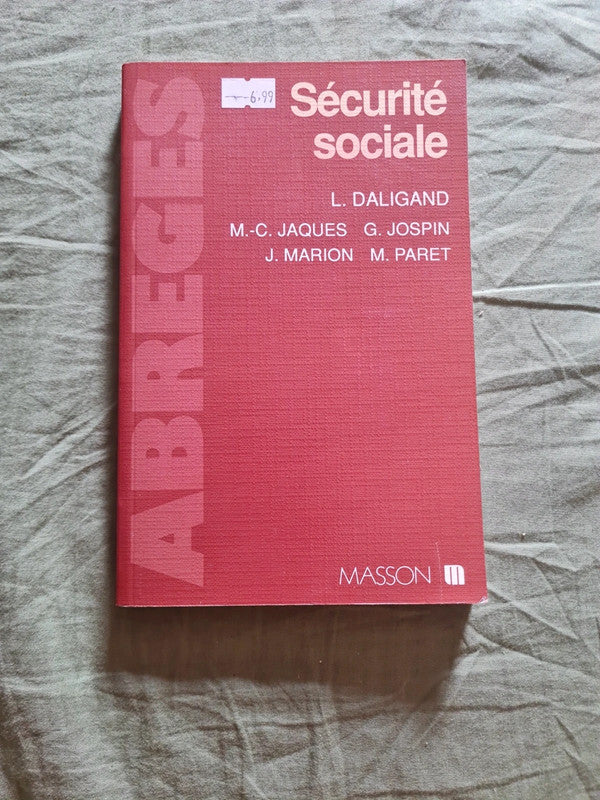 ABREGES
6,99
Sécurité
sociale
L. DALIGAND
M.-C. JAQUES G. JOSPIN
J. MARION M. PARET
MASSON m